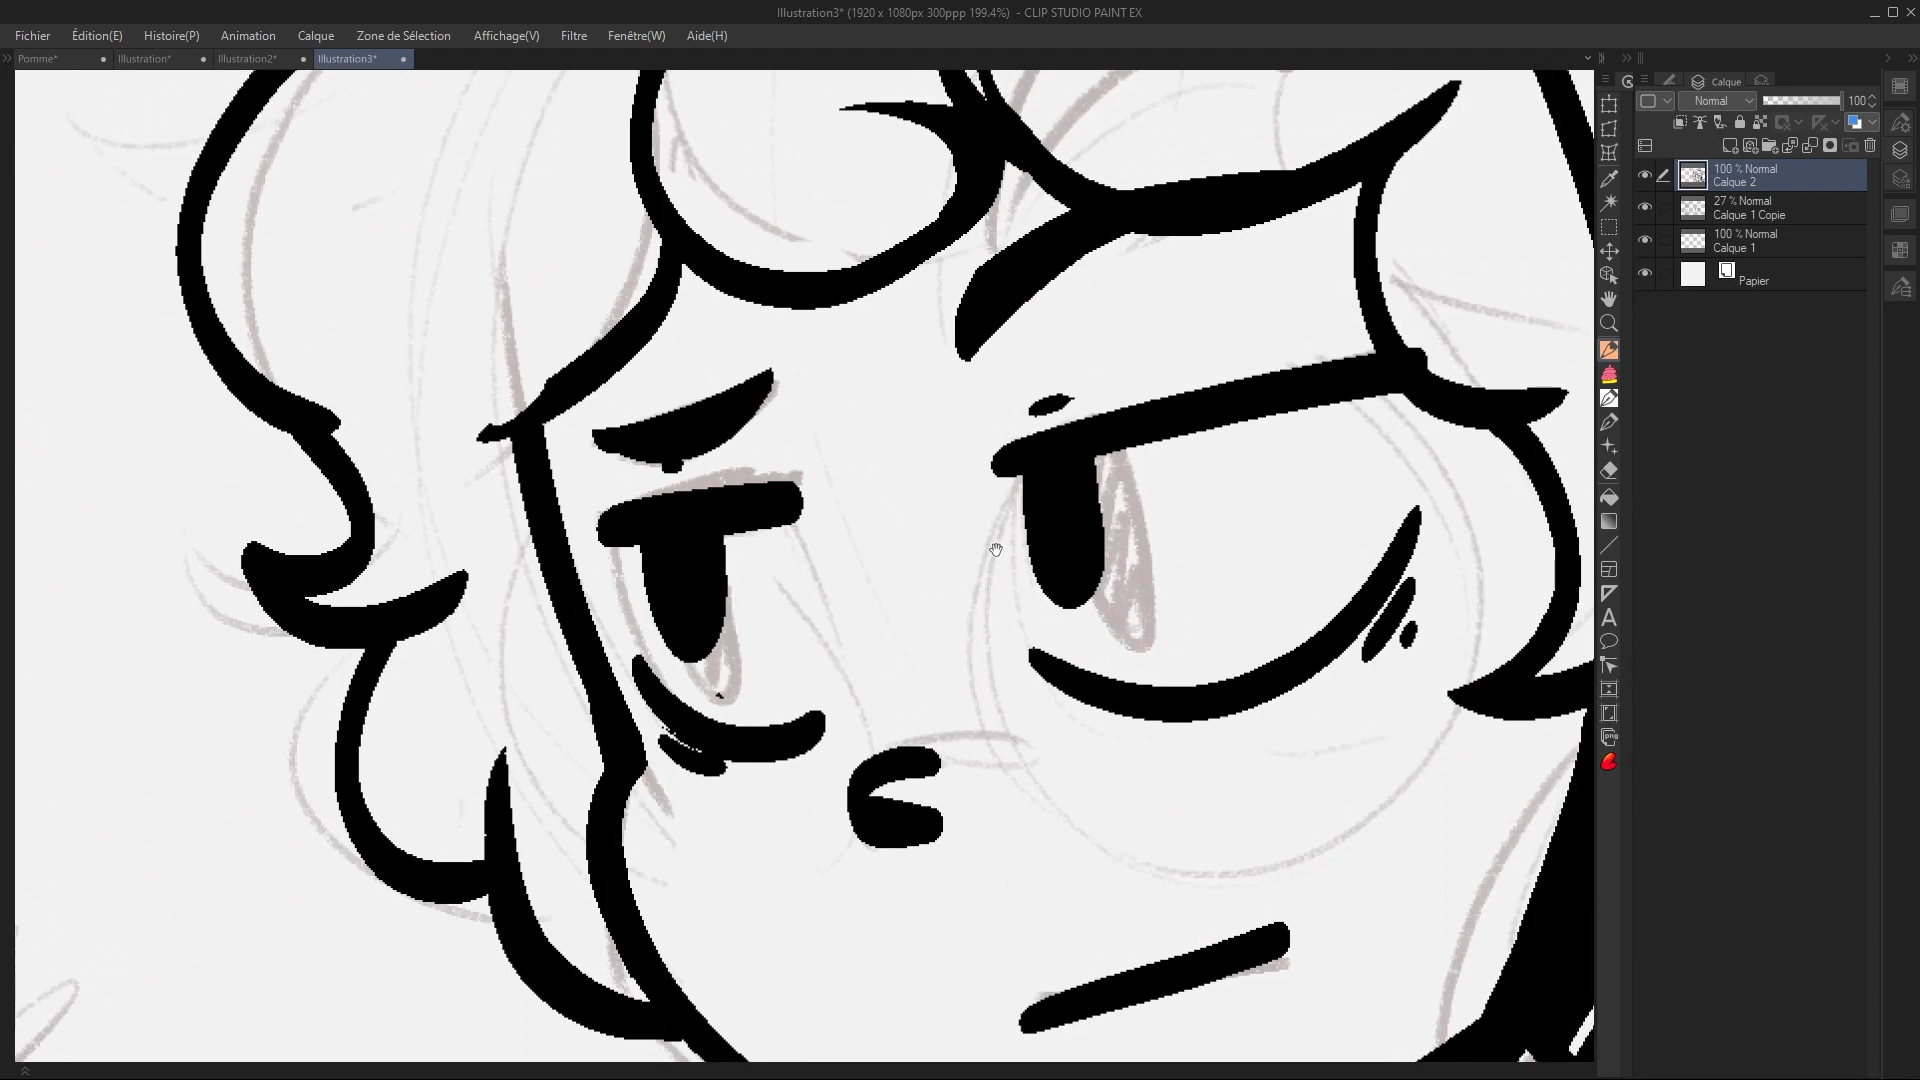 Illustration3* (1920 x 1080px 300ppp 199.4%) - CLIP STUDIO PAINT EX
Fichier Édition(E) Histoire(P) Animation Calque Zone de Sélection Affichage(V) Filtre Fenêtre(W) Aide(H)
Pomme* Illustration* Illustration2* Illustration3*
Calque
Normal 100
100 % Normal
Calque 2
27 % Normal
Calque 1 Copie
100 % Normal
Calque 1
Papier
A
png